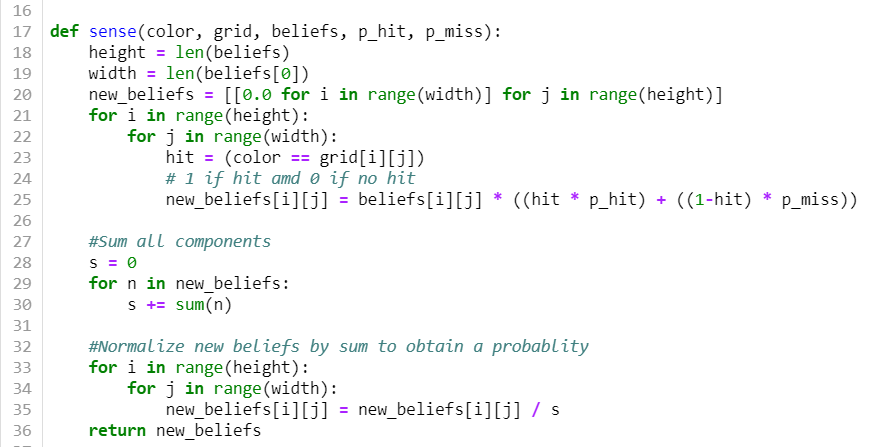 16
17 def sense(color, grid, beliefs, p_hit, p_miss):
18     height = len(beliefs)
19     width = len(beliefs[0])
20     new_beliefs = [[0.0 for i in range(width)] for j in range(height)]
21     for i in range(height):
22         for j in range(width):
23             hit = (color == grid[i][j])
24             # 1 if hit amd 0 if no hit
25             new_beliefs[i][j] = beliefs[i][j] * ((hit * p_hit) + ((1-hit) * p_miss))
26
27     #Sum all components
28     s = 0
29     for n in new_beliefs:
30         s += sum(n)
31
32     #Normalize new beliefs by sum to obtain a probablity
33     for i in range(height):
34         for j in range(width):
35             new_beliefs[i][j] = new_beliefs[i][j] / s
36     return new_beliefs